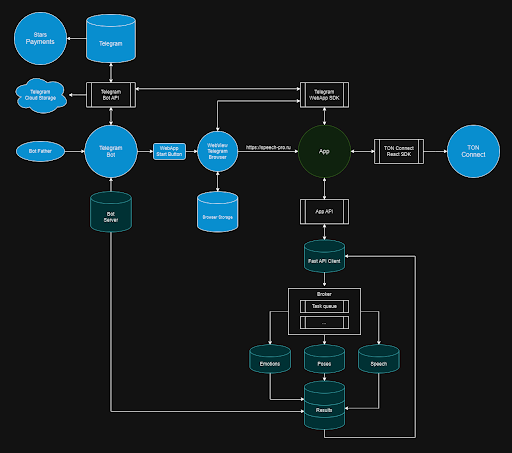 Stars
Payments
Telegram
Telegram
Cloud Storage
Telegram
Bot API
Telegram
WebApp SDK
Bot Father
Telegram
Bot
WebApp
Start Button
WebView
Telegram
Browser
https://speech-pro.ru
App
TON Connect
React SDK
TON
Connect
Bot
Server
Browser Storage
App API
Fast API Client
Broker
Task queue
...
Emotions
Poses
Speech
Results